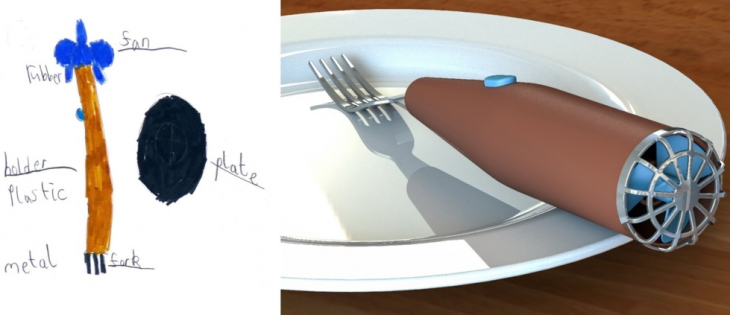 fan
rubber
holder
plate
Plastic
metal
fork